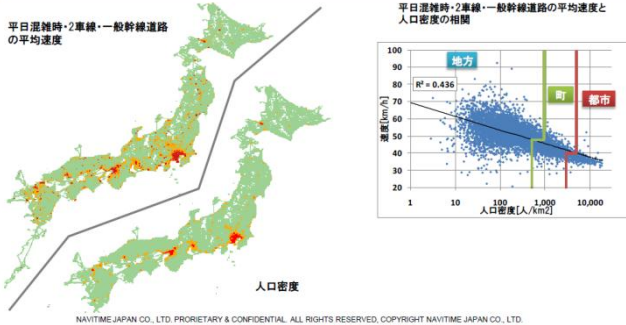 平日混雑時・2車線・一般幹線道路
の平均速度
人口密度
平日混雑時・2車線・一般幹線道路の平均速度と
人口密度の相関
速度[km/h]
100
90
80
70
60
50
40
30
20
R² = 0.436
地方
町
都市
1
10
100
1,000
10,000
人口密度[人/km2]
NAVITIME JAPAN CO., LTD. PRORIETARY & CONFIDENTIAL. ALL RIGHTS RESERVED, COPYRIGHT NAVITIME JAPAN CO., LTD.